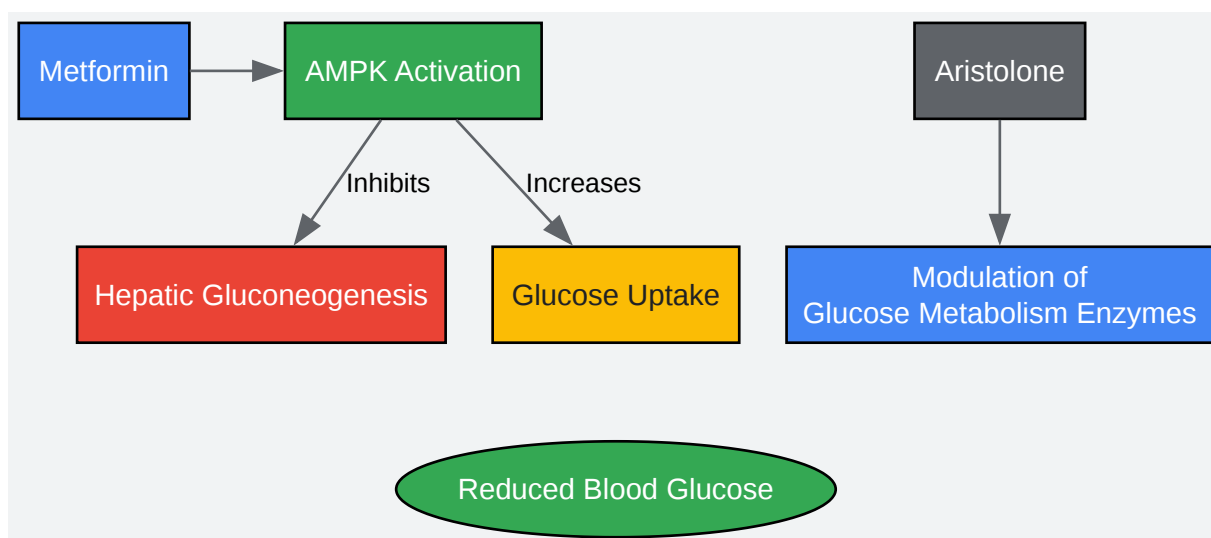 Metformin
AMPK Activation
Aristolone
Inhibits
Increases
Hepatic Gluconeogenesis
Glucose Uptake
Modulation of
Glucose Metabolism Enzymes
Reduced Blood Glucose